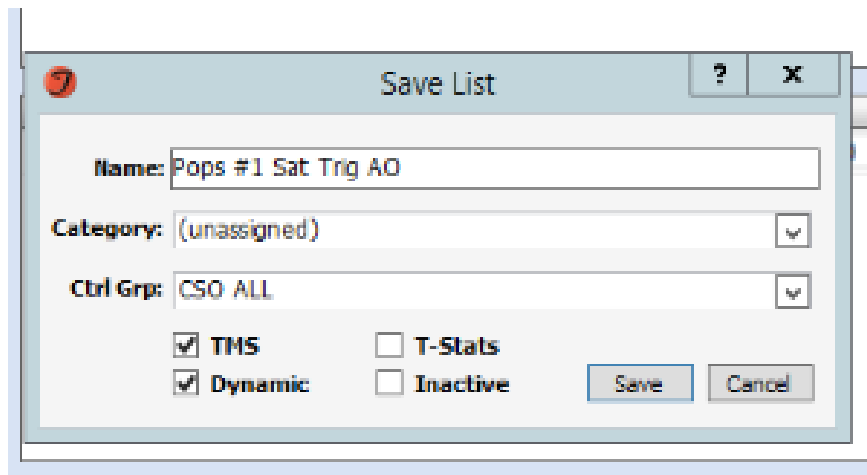 Save List
? X
Name: Pops #1 Sat Trig AO
Category: (unassigned)
Ctrl Grp: CSO ALL
TMS T-Stats
Dynamic Inactive Save Cancel